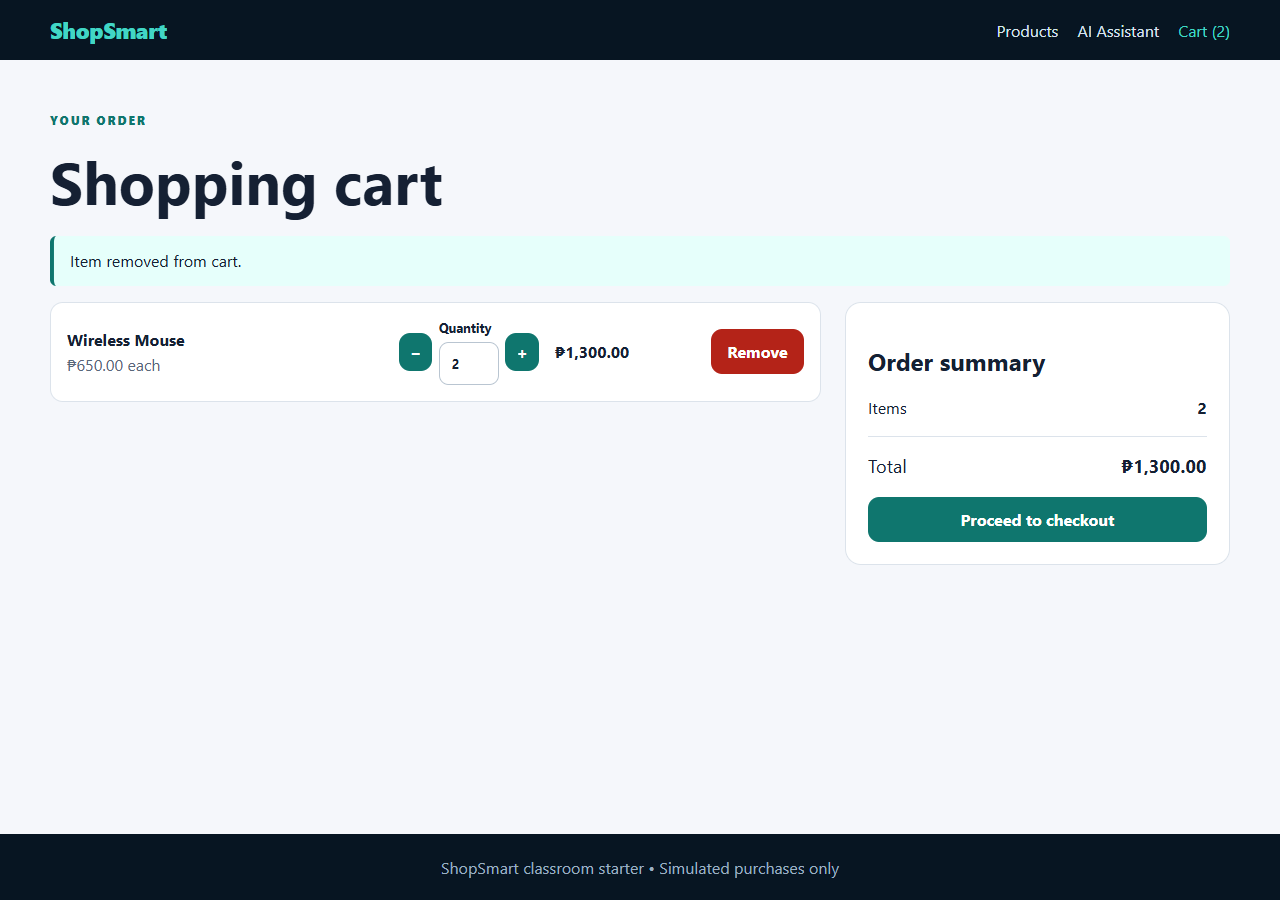 ShopSmart
Products AI Assistant Cart (2)
YOUR ORDER
Shopping cart
Item removed from cart.
Wireless Mouse
₱650.00 each
Quantity
− 2 +
₱1,300.00
Remove
Order summary
Items 2
Total ₱1,300.00
Proceed to checkout
ShopSmart classroom starter • Simulated purchases only